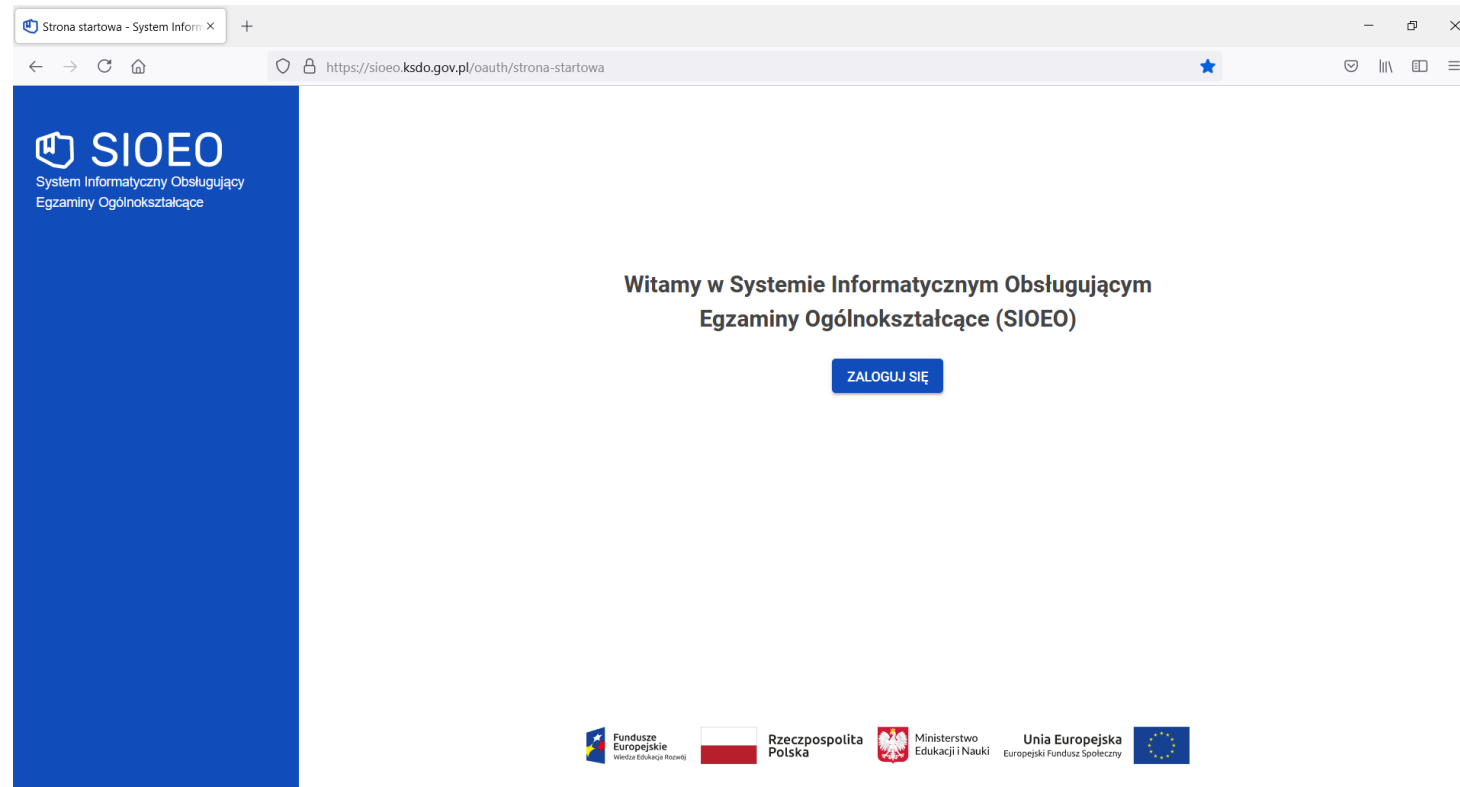 Strona startowa - System Inform
https://sioeo.ksdo.gov.pl/oauth/strona-startowa
SIOEO
System Informatyczny Obsługujący
Egzaminy Ogólnokształcące
Witamy w Systemie Informatycznym Obsługującym
Egzaminy Ogólnokształcące (SIOEO)
ZALOGUJ SIĘ
Fundusze
Europejskie
Wiedza Edukacja Rozwój
Rzeczpospolita
Polska
Ministerstwo
Edukacji i Nauki
Unia Europejska
Europejski Fundusz Społeczny